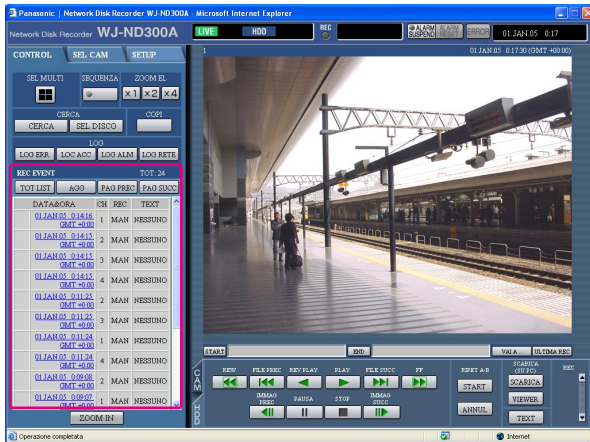 Panasonic | Network Disk Recorder WJ-ND300A - Microsoft Internet Explorer
Network Disk Recorder WJ-ND300A
LIVE HDD REC ALARM SUSPEND ALARM RESET ERROR 01 JAN.05 0:17
CONTROL SEL CAM SETUP
1 01 JAN.05 0:17:30 (GMT +00:00)
SEL MULTI SEQUENZA ZOOM EL
x1 x2 x4
CERCA COPI
CERCA SEL DISCO
LOG
LOG ERR LOG ACC LOG ALM LOG RETE
REC EVENT TOT: 24
TOT LIST AGG PAG PREC PAG SUCC
DATA&ORA CH REC TEXT
01 JAN.05 0:14:16 GMT +0:00 1 MAN NESSUNO
01 JAN.05 0:14:15 GMT +0:00 2 MAN NESSUNO
01 JAN.05 0:14:15 GMT +0:00 3 MAN NESSUNO
01 JAN.05 0:14:15 GMT +0:00 4 MAN NESSUNO
01 JAN.05 0:11:25 GMT +0:00 2 MAN NESSUNO
01 JAN.05 0:11:25 GMT +0:00 3 MAN NESSUNO
01 JAN.05 0:11:24 GMT +0:00 1 MAN NESSUNO
01 JAN.05 0:11:24 GMT +0:00 4 MAN NESSUNO
01 JAN.05 0:09:08 GMT +0:00 2 MAN NESSUNO
01 JAN.05 0:09:07 GMT +0:00 1 MAN NESSUNO
ZOOM IN
START END VAI A... ULTIMA REC
CAM
HDD
REW FILE PREC REV PLAY PLAY FILE SUCC FF
IMMAG PREC PAUSA STOP IMMAG SUCC
RIPET A-B
START
ANNUL
SCARICA (SU PC)
SCARICA
VIEWER
TEXT
REC
Operazione completata Internet